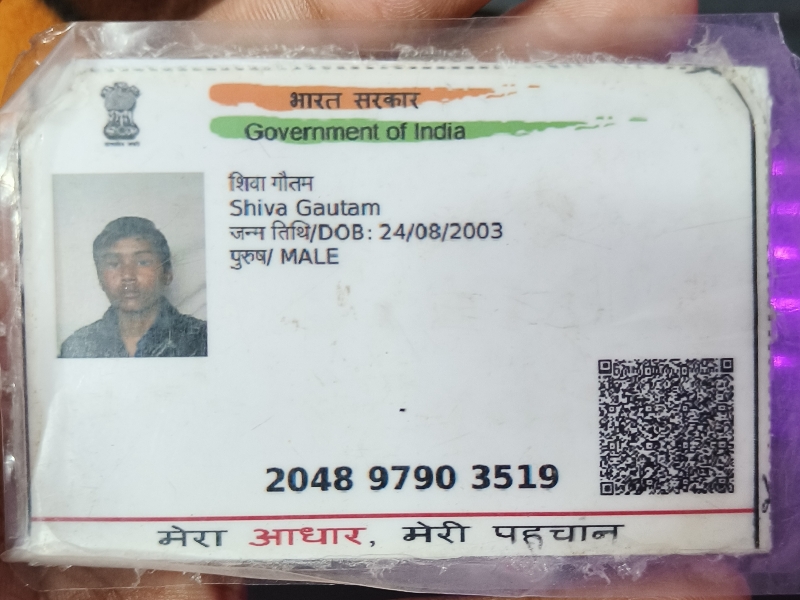 भारत सरकार
Government of India
शिवा गौतम
Shiva Gautam
जन्म तिथि/DOB: 24/08/2003
पुरुष/ MALE
2048 9790 3519
मेरा आधार, मेरी पहचान